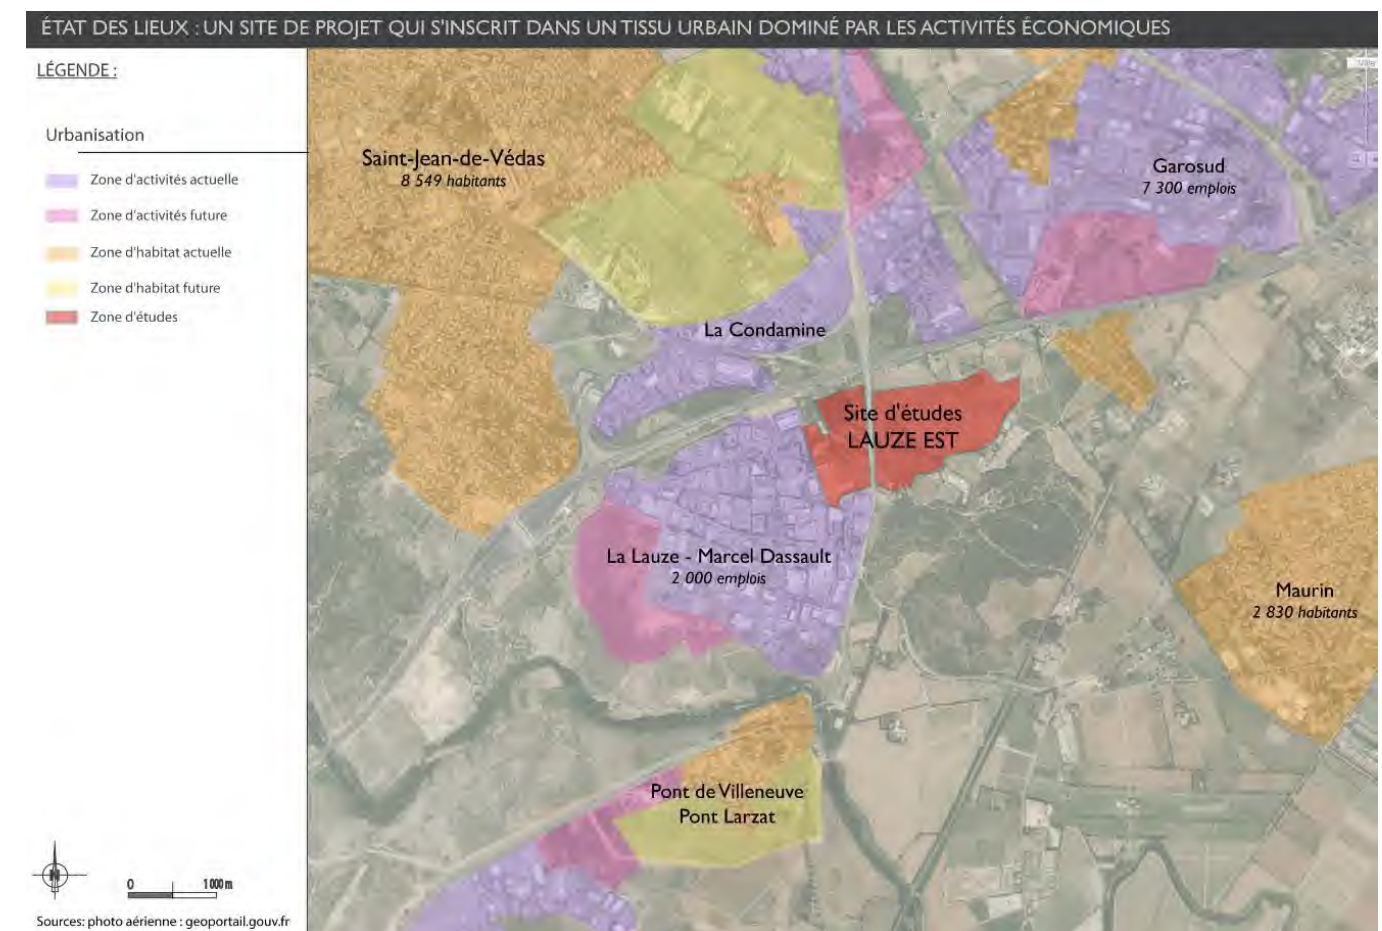 ÉTAT DES LIEUX : UN SITE DE PROJET QUI S'INSCRIT DANS UN TISSU URBAIN DOMINÉ PAR LES ACTIVITÉS ÉCONOMIQUES
LÉGENDE :
Urbanisation
Zone d'activités actuelle
Zone d'activités future
Zone d'habitat actuelle
Zone d'habitat future
Zone d'études
Saint-Jean-de-Védas
8 549 habitants
Garosud
7 300 emplois
La Condamine
Site d'études
LAUZE EST
La Lauze - Marcel Dassault
2 000 emplois
Maurin
2 830 habitants
Pont de Villeneuve
Pont Larzat
N
0 1 000 m
Sources: photo aérienne : geoportail.gouv.fr